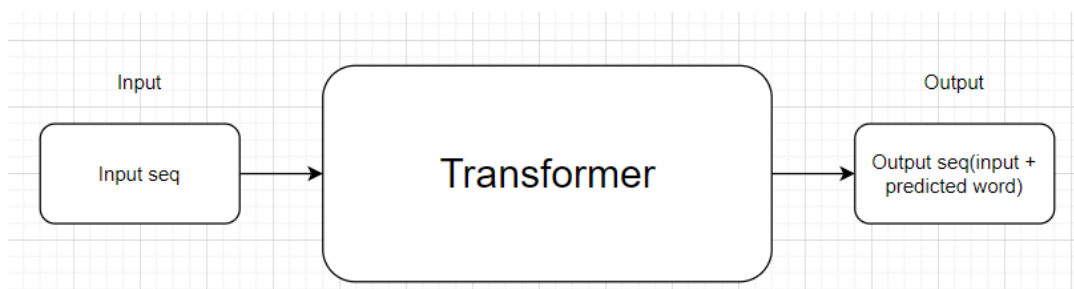 Input
Output
Input seq
Transformer
Output seq(input +
predicted word)